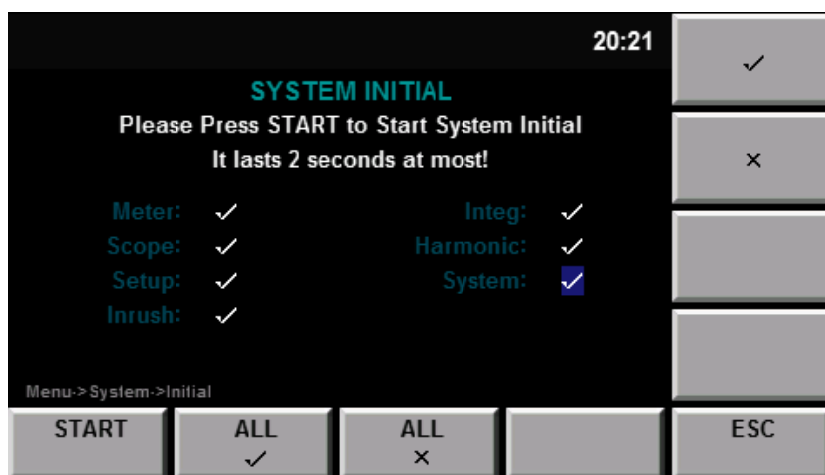 20:21
✓
SYSTEM INITIAL
Please Press START to Start System Initial
It lasts 2 seconds at most!
×
Meter: ✓ Integ: ✓
Scope: ✓ Harmonic: ✓
Setup: ✓ System: ✓
Inrush: ✓
Menu->System->Initial
START ALL ✓ ALL × ESC